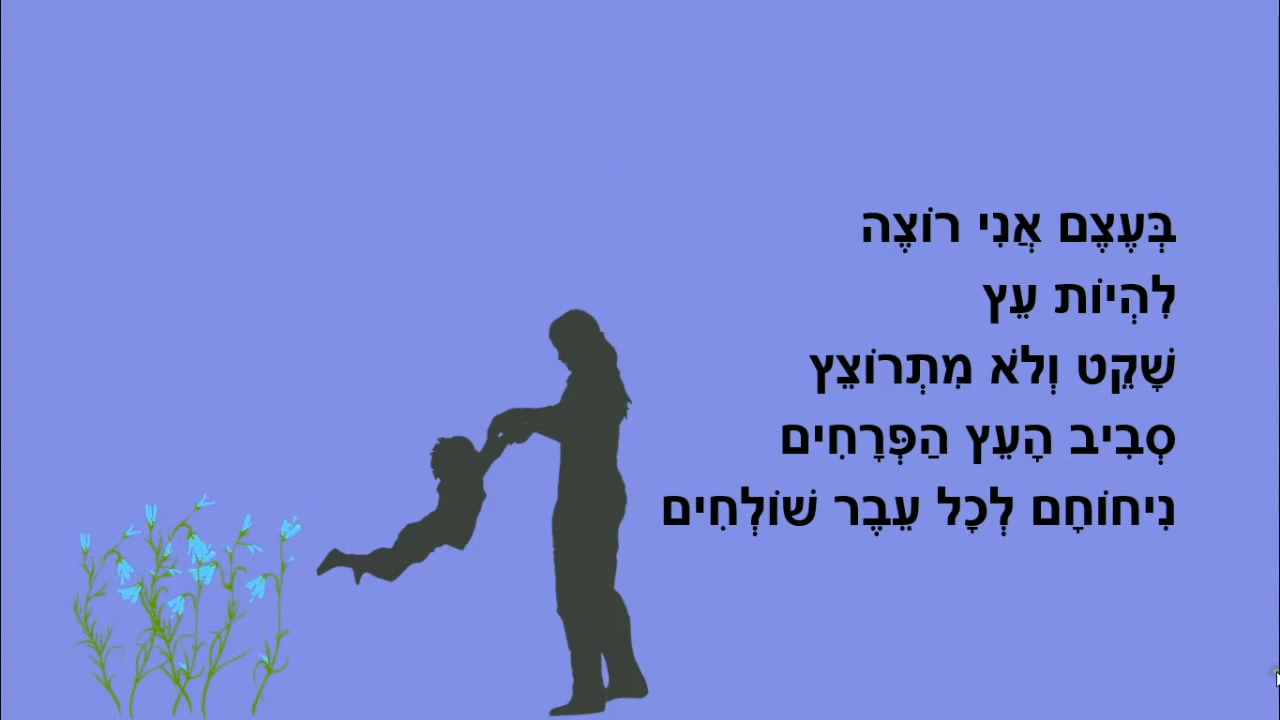 בְּעֶצֶם אֲנִי רוֹצֶה
לִהְיוֹת עֵץ
שָׁקֵט וְלֹא מִתְרוֹצֵץ
סְבִיב הָעֵץ הַפְּרָחִים
נִיחוֹחָם לְכָל עֵבֶר שׁוֹלְחִים